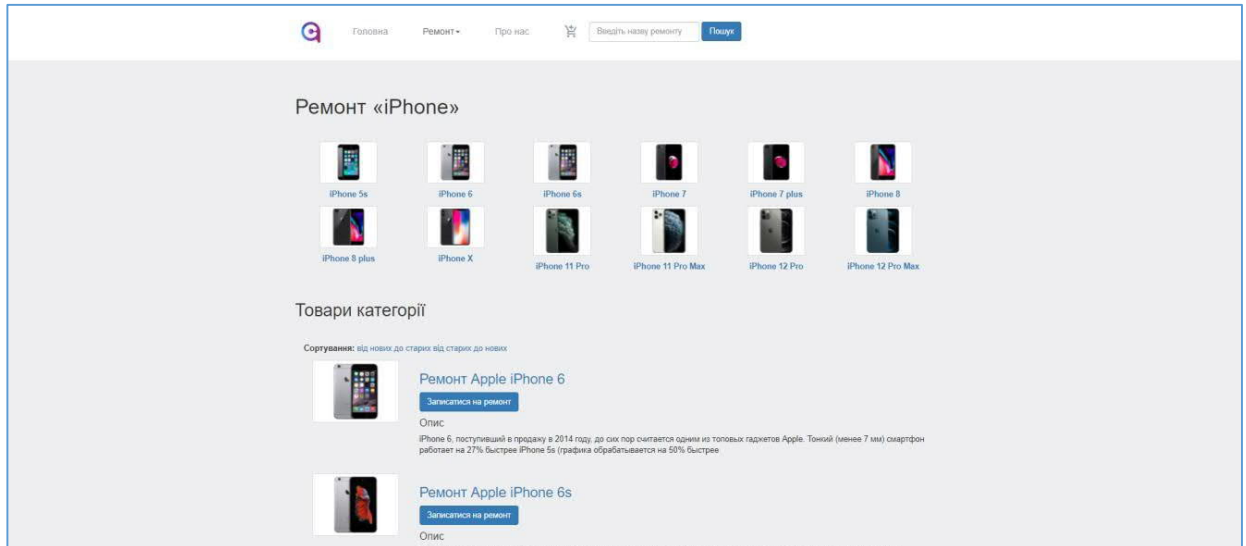 Головна Ремонт Про нас Введіть назву ремонту Пошук
Ремонт «iPhone»
iPhone 5s iPhone 6 iPhone 6s iPhone 7 iPhone 7 plus iPhone 8
iPhone 8 plus iPhone X iPhone 11 Pro iPhone 11 Pro Max iPhone 12 Pro iPhone 12 Pro Max
Товари категорії
Сортування: від нових до старих від старих до нових
Ремонт Apple iPhone 6
Записатися на ремонт
Опис
iPhone 6, поступивший в продажу в 2014 году, до сих пор считается одним из топовых гаджетов Apple. Тонкий (менее 7 мм) смартфон
работает на 27% быстрее iPhone 5s (графика обрабатывается на 50% быстрее
Ремонт Apple iPhone 6s
Записатися на ремонт
Опис